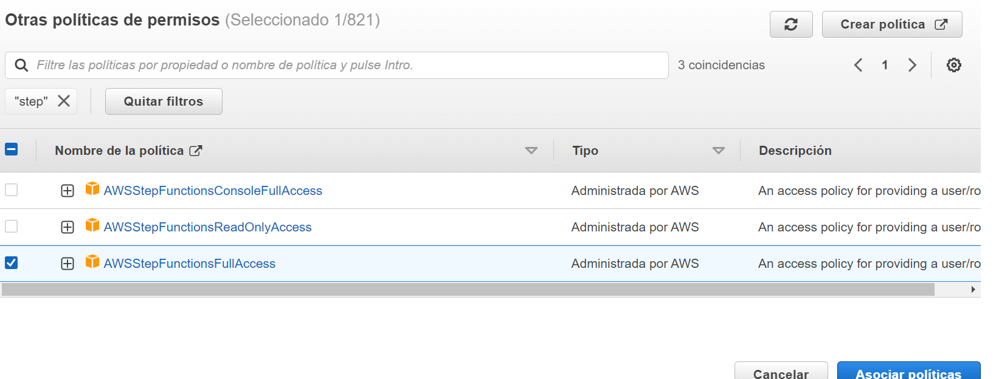 Otras políticas de permisos (Seleccionado 1/821)
Crear política
Filtre las políticas por propiedad o nombre de política y pulse Intro.
3 coincidencias
1
"step"
Quitar filtros
Nombre de la política Tipo Descripción
AWSStepFunctionsConsoleFullAccess Administrada por AWS An access policy for providing a user/ro
AWSStepFunctionsReadOnlyAccess Administrada por AWS An access policy for providing a user/ro
AWSStepFunctionsFullAccess Administrada por AWS An access policy for providing a user/ro
Cancelar Asociar políticas